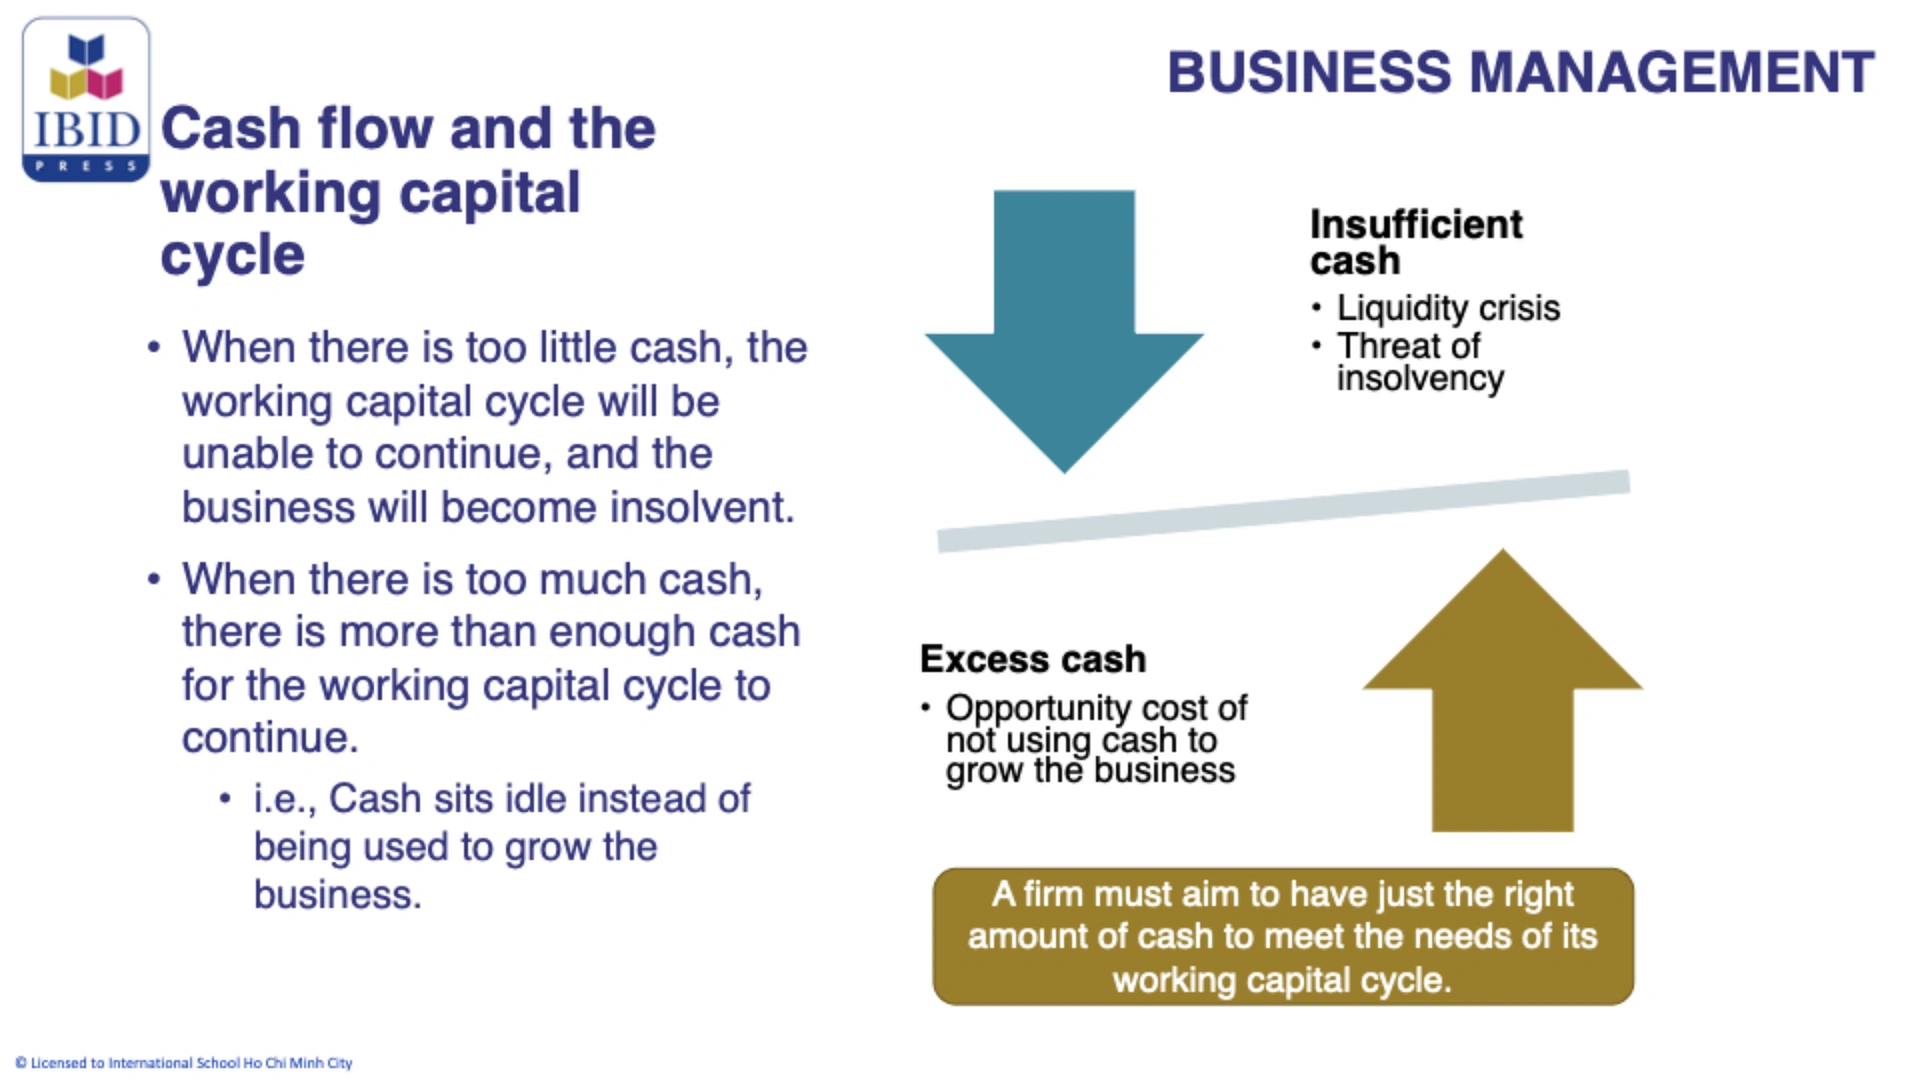 IBID
PRESS
BUSINESS MANAGEMENT
Cash flow and the
working capital
cycle
• When there is too little cash, the
working capital cycle will be
unable to continue, and the
business will become insolvent.
• When there is too much cash,
there is more than enough cash
for the working capital cycle to
continue.
• i.e., Cash sits idle instead of
being used to grow the
business.
Insufficient
cash
• Liquidity crisis
• Threat of
insolvency
Excess cash
• Opportunity cost of
not using cash to
grow the business
A firm must aim to have just the right
amount of cash to meet the needs of its
working capital cycle.
© Licensed to International School Ho Chi Minh City